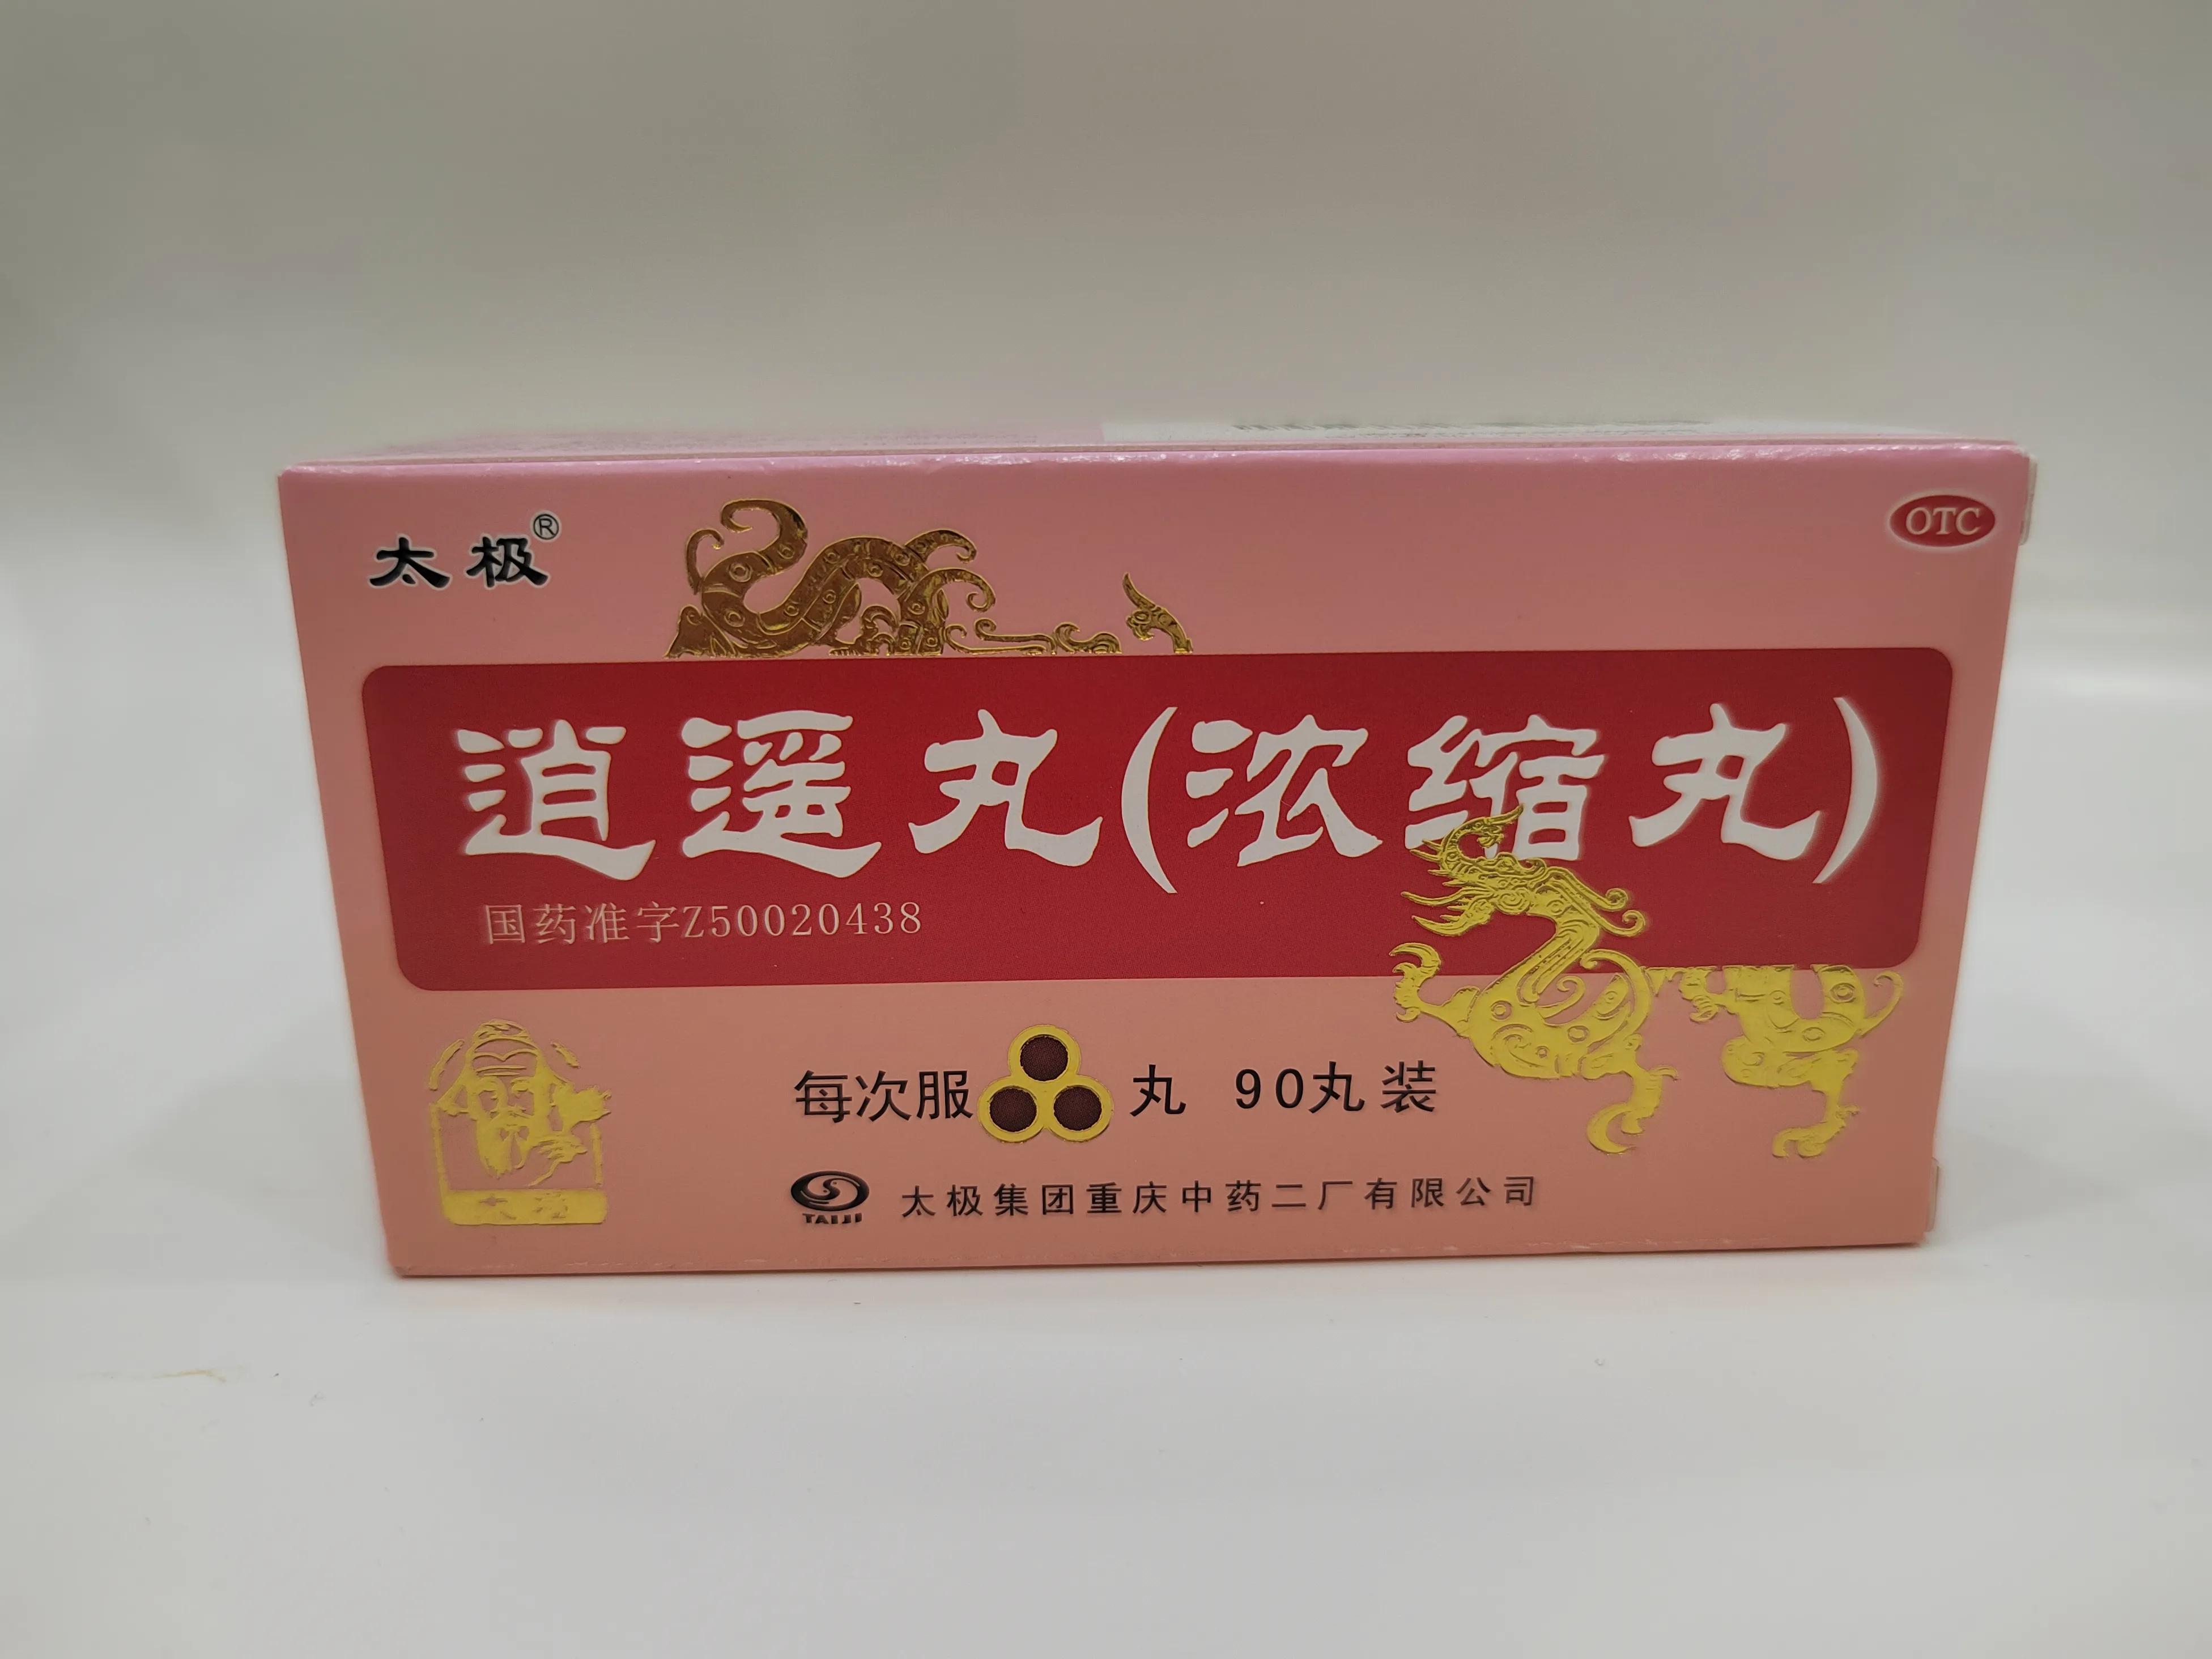 太极®
OTC
逍遥丸(浓缩丸)
国药准字Z50020438
每次服 丸 90丸装
TAIJI 太极集团重庆中药二厂有限公司